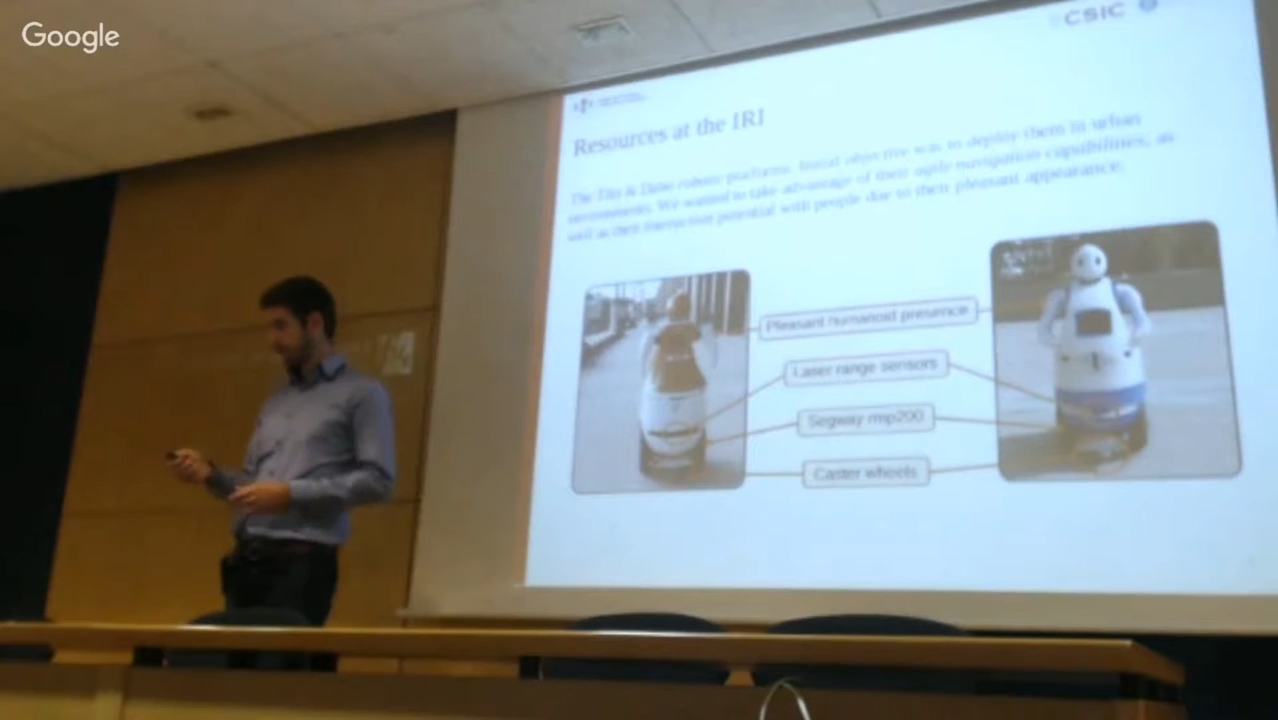 Google
CSIC
Resources at the IRI
The Tibi & Dabo robotic platforms. Initial objective was to deploy them in urban
environments. We wanted to take advantage of their agile navigation capabilities, as
well as their interaction potential with people due to their pleasant appearance.
Pleasant humanoid presence
Laser range sensors
Segway rmp200
Caster wheels